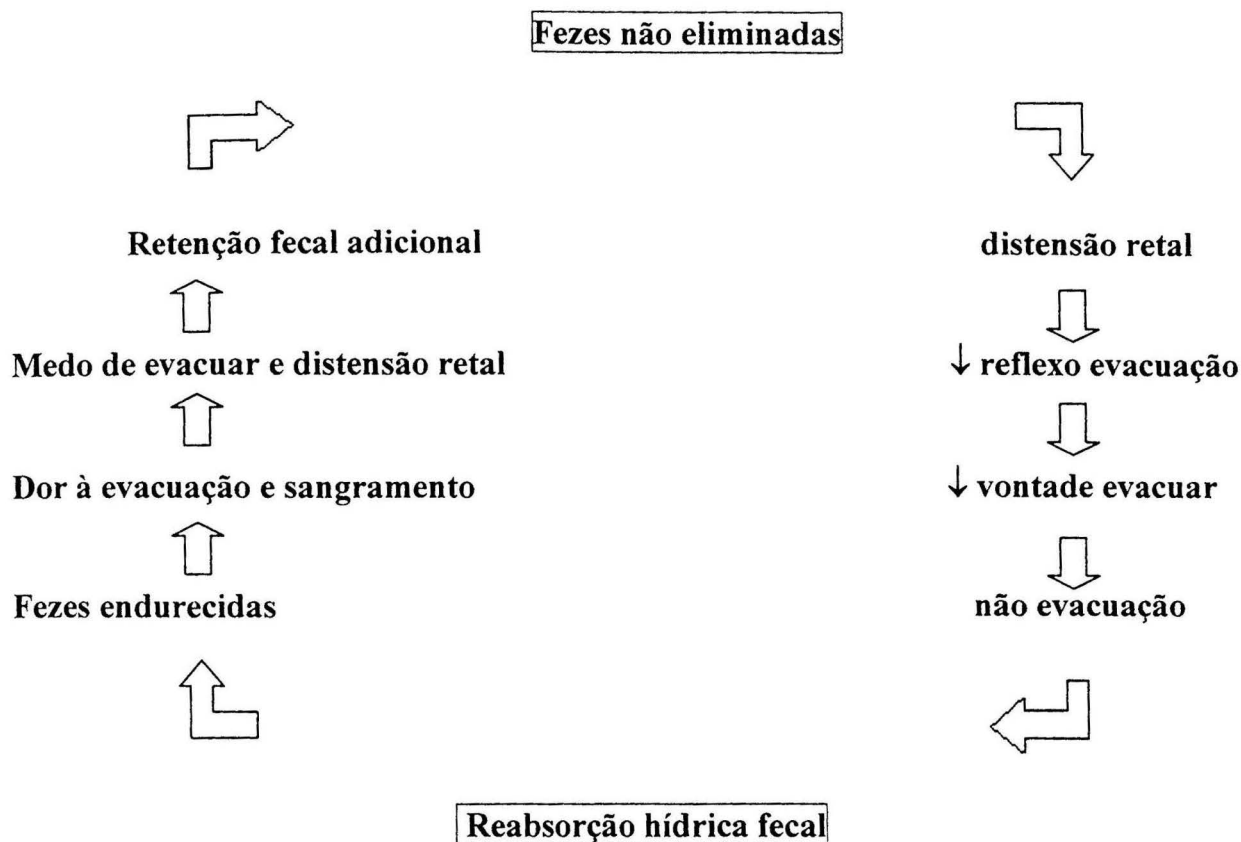 Fezes não eliminadas
Retenção fecal adicional
distensão retal
Medo de evacuar e distensão retal
↓ reflexo evacuação
Dor à evacuação e sangramento
↓ vontade evacuar
Fezes endurecidas
não evacuação
Reabsorção hídrica fecal